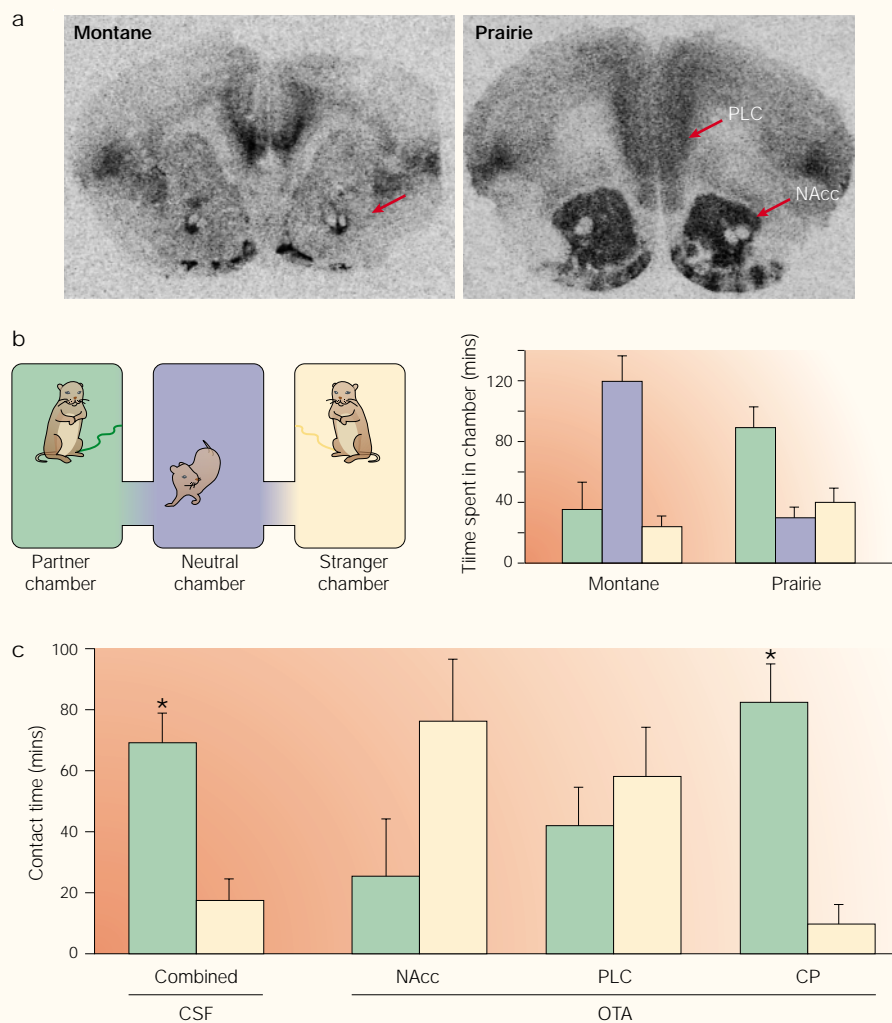 a
Montane
Prairie
PLC
NAcc
b
Partner
chamber
Neutral
chamber
Stranger
chamber
Tiime spent in chamber (mins)
120
80
40
0
Montane
Prairie
c
Contact time (mins)
100
80
60
40
20
0
*
*
Combined
NAcc
PLC
CP
CSF
OTA